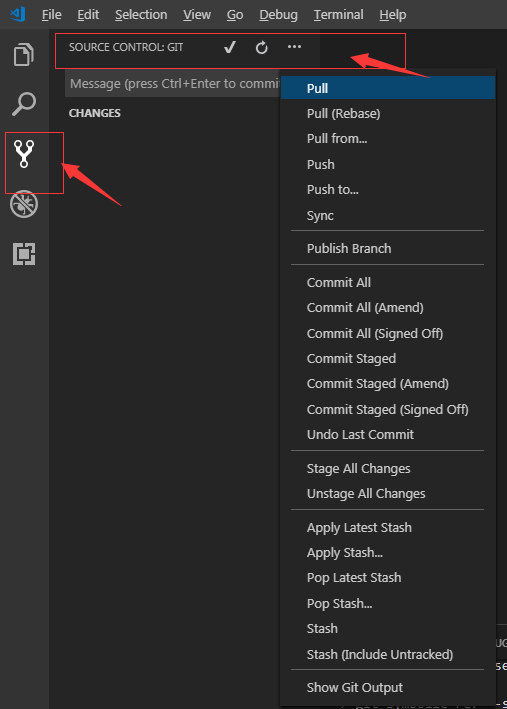 File Edit Selection View Go Debug Terminal Help
SOURCE CONTROL: GIT
Message (press Ctrl+Enter to commi
CHANGES
Pull
Pull (Rebase)
Pull from...
Push
Push to...
Sync
Publish Branch
Commit All
Commit All (Amend)
Commit All (Signed Off)
Commit Staged
Commit Staged (Amend)
Commit Staged (Signed Off)
Undo Last Commit
Stage All Changes
Unstage All Changes
Apply Latest Stash
Apply Stash...
Pop Latest Stash
Pop Stash...
Stash
Stash (Include Untracked)
Show Git Output